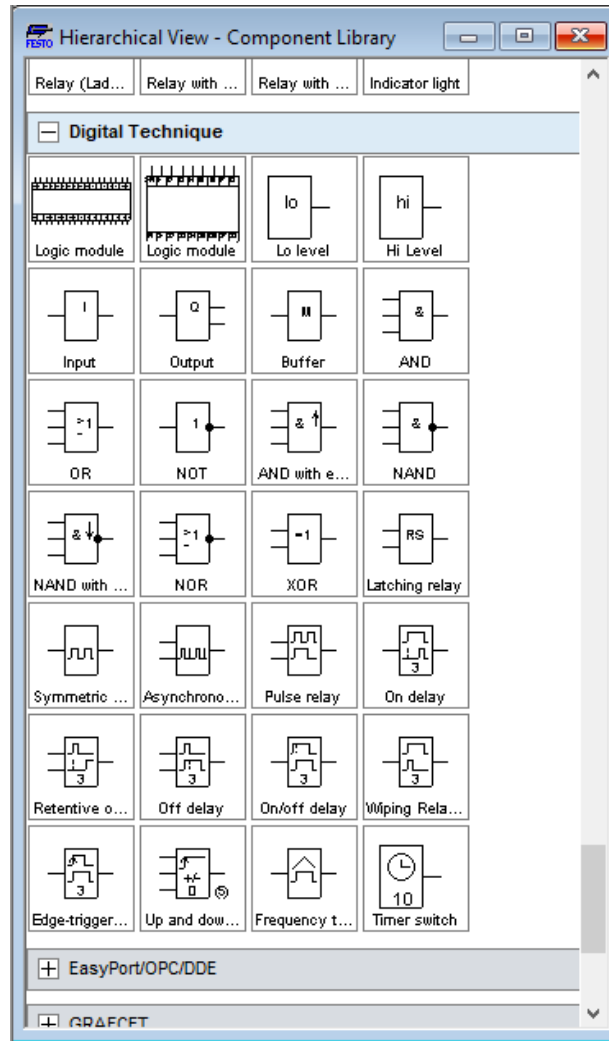 FESTO Hierarchical View - Component Library
Relay (Lad... Relay with ... Relay with ... Indicator light
Digital Technique
lo hi
Logic module Logic module Lo level Hi Level
I Q &
Input Output Buffer AND
>1 1 & &
OR NOT AND with e... NAND
& >1 =1 RS
NAND with ... NOR XOR Latching relay
3
Symmetric ... Asynchrono... Pulse relay On delay
3 3 3 3
Retentive o... Off delay On/off delay Wiping Rela...
3 +/- 0 10
Edge-trigger... Up and dow... Frequency t... Timer switch
EasyPort/OPC/DDE
GRAFCET